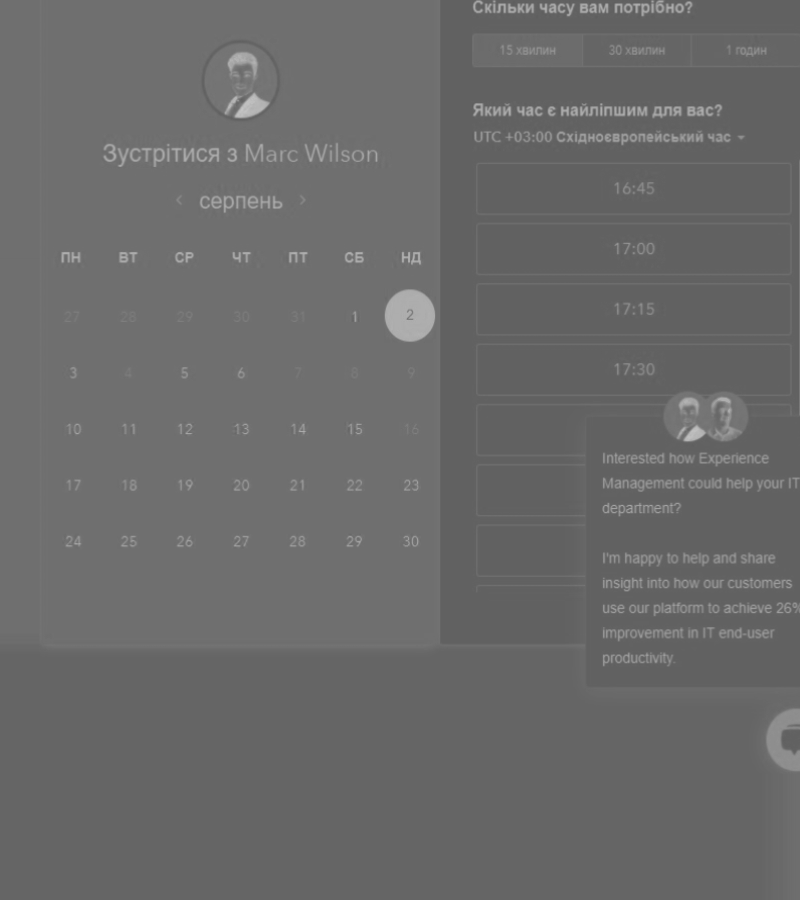 Зустрітися з Marc Wilson
серпень
ПН ВТ СР ЧТ ПТ СБ НД
27 28 29 30 31 1 2
3 4 5 6 7 8 9
10 11 12 13 14 15 16
17 18 19 20 21 22 23
24 25 26 27 28 29 30
Скільки часу вам потрібно?
15 хвилин 30 хвилин 1 годин
Який час є найліпшим для вас?
UTC +03:00 Східноєвропейський час
16:45
17:00
17:15
17:30
Interested how Experience
Management could help your IT
department?
I'm happy to help and share
insight into how our customers
use our platform to achieve 26%
improvement in IT end-user
productivity.